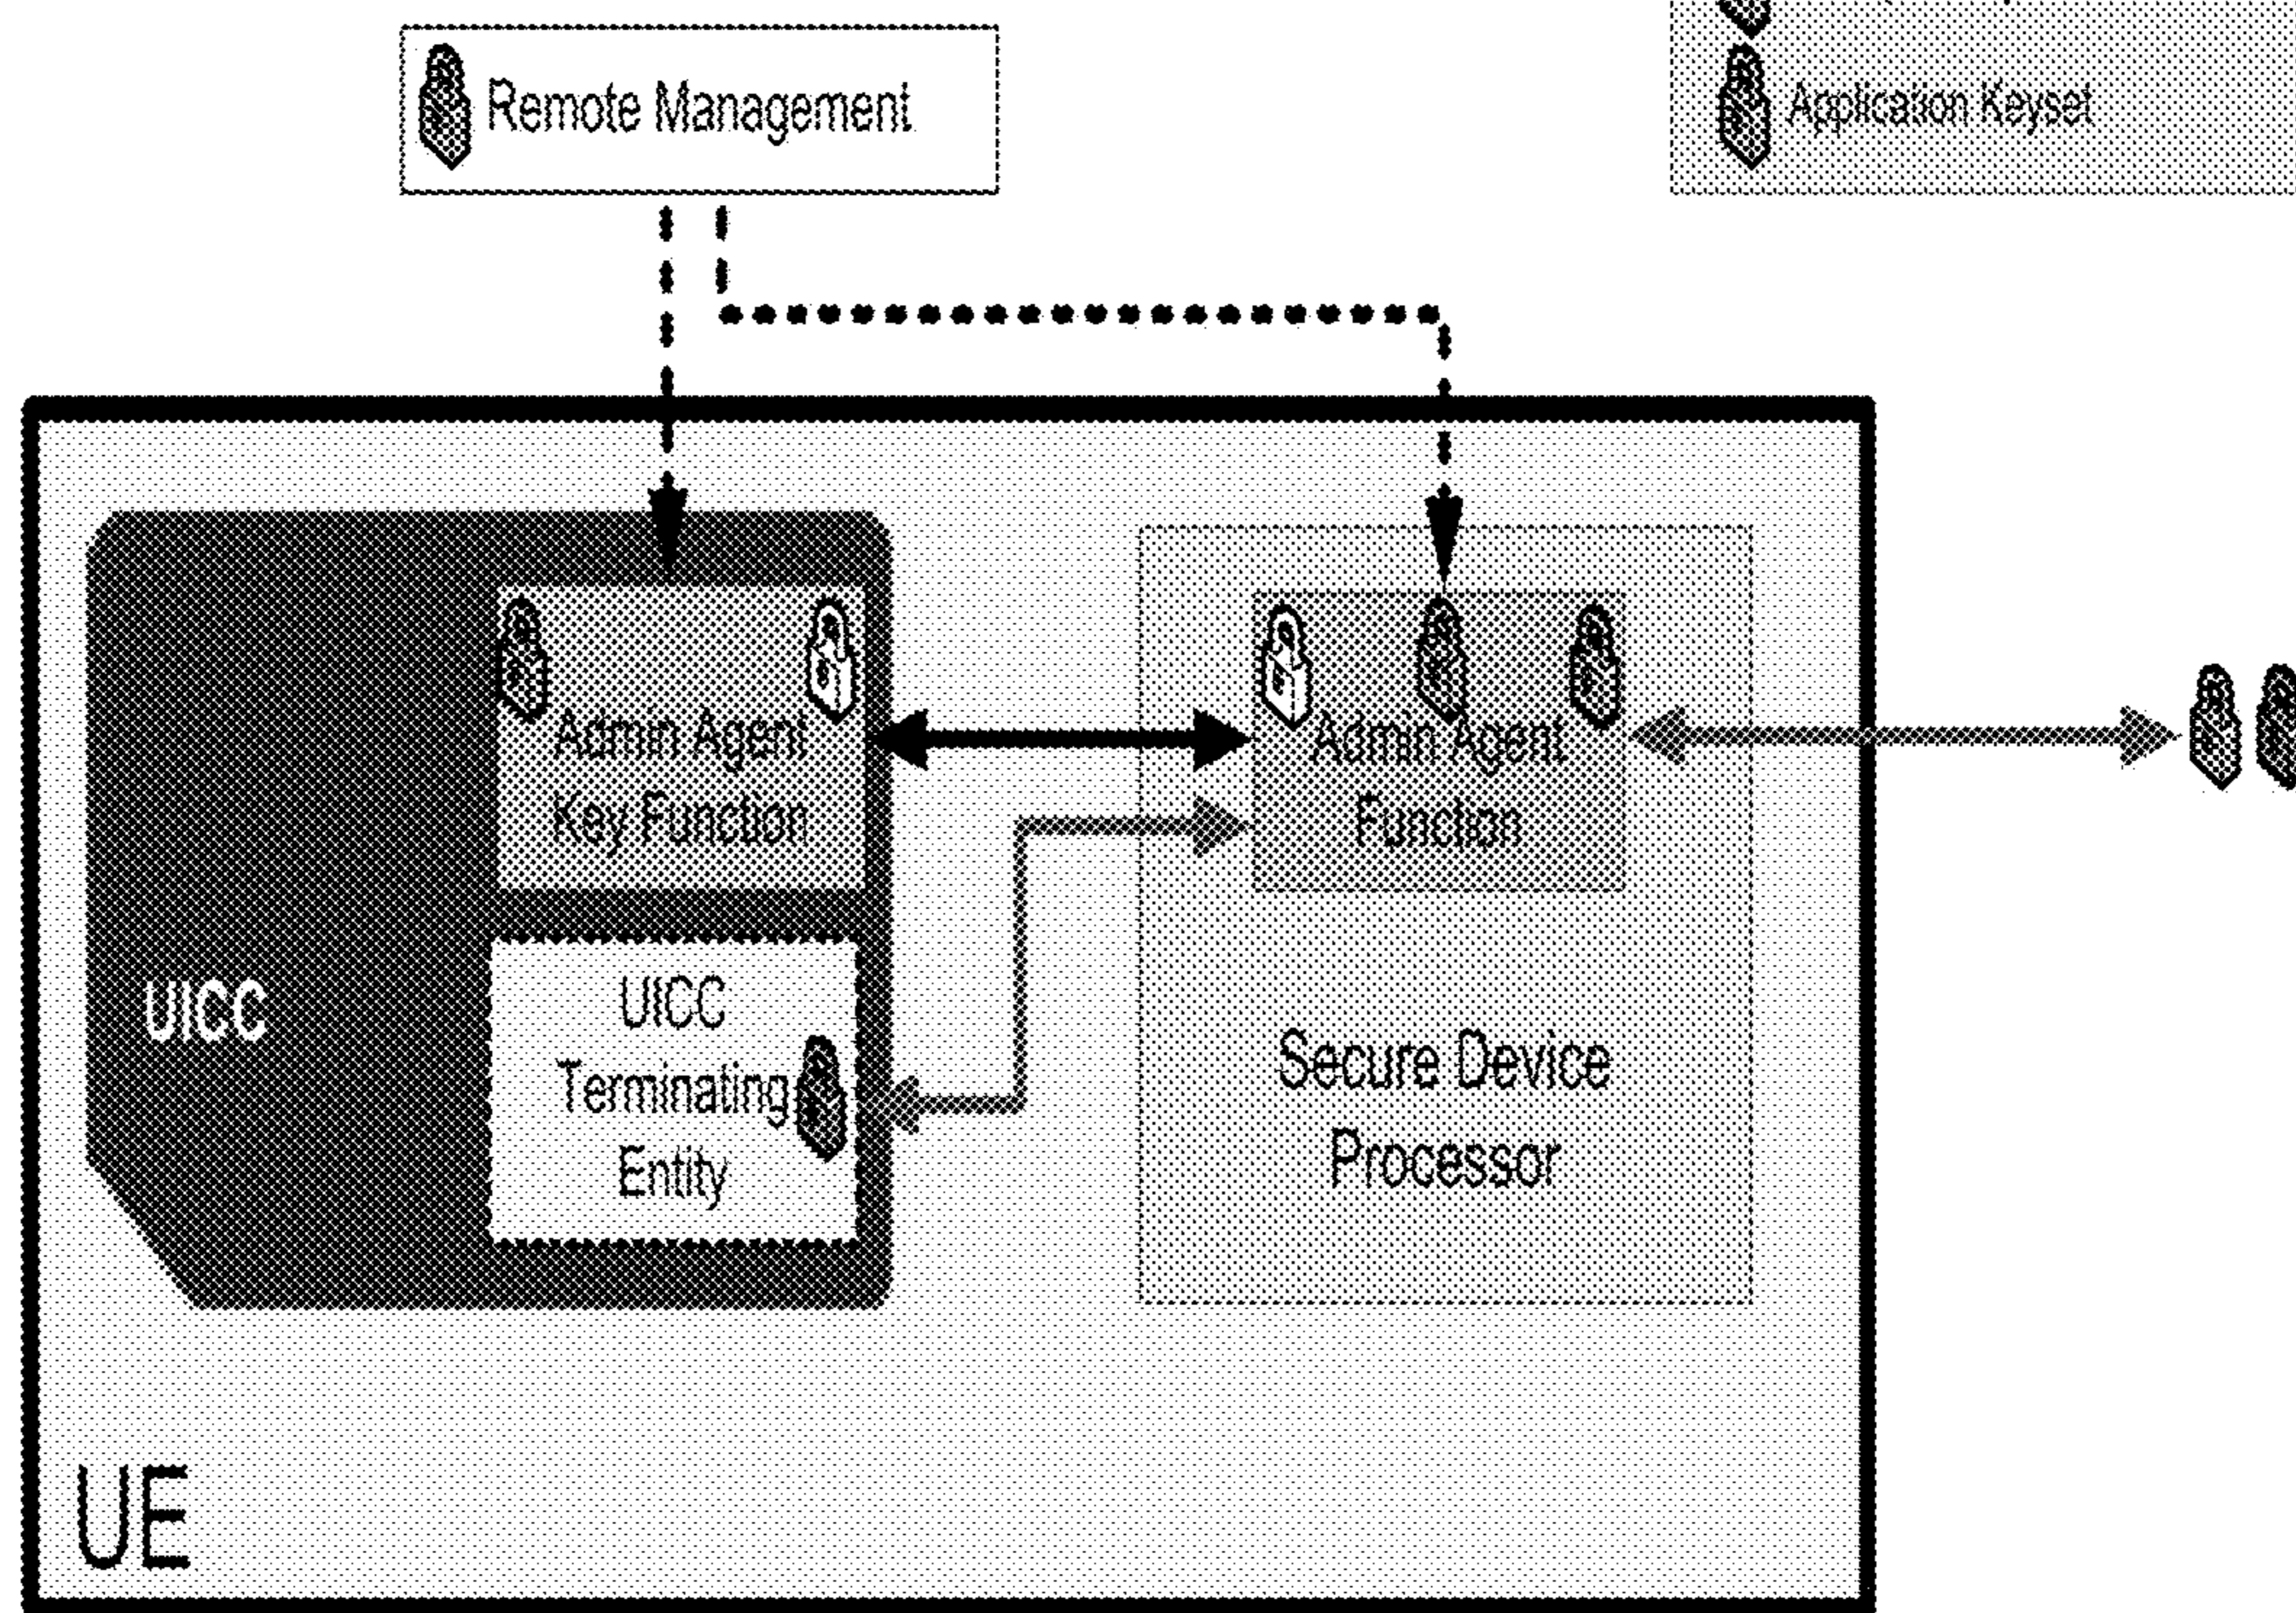 Remote Management
Application Keyset
Admin Agent
Key Function
Admin Agent
Function
UICC
UICC
Terminating
Entity
Secure Device
Processor
UE